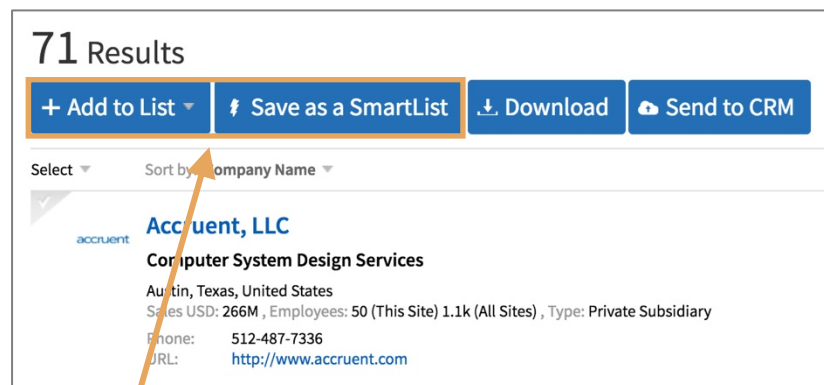 71 Results
+ Add to List Save as a SmartList Download Send to CRM
Select Sort by Company Name
accruent Accruent, LLC
Computer System Design Services
Austin, Texas, United States
Sales USD: 266M , Employees: 50 (This Site) 1.1k (All Sites) , Type: Private Subsidiary
Phone: 512-487-7336
URL: http://www.accruent.com